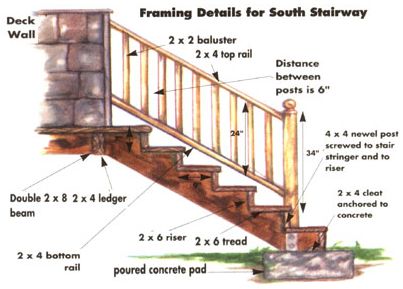 Framing Details for South Stairway
Deck
Wall
2 x 2 baluster
2 x 4 top rail
Distance
between
posts is 6"
24"
34"
4 x 4 newel post
screwed to stair
stringer and to
riser
Double 2 x 8
beam
2 x 4 ledger
2 x 4 cleat
anchored to
concrete
2 x 6 riser
2 x 6 tread
2 x 4 bottom
rail
poured concrete pad